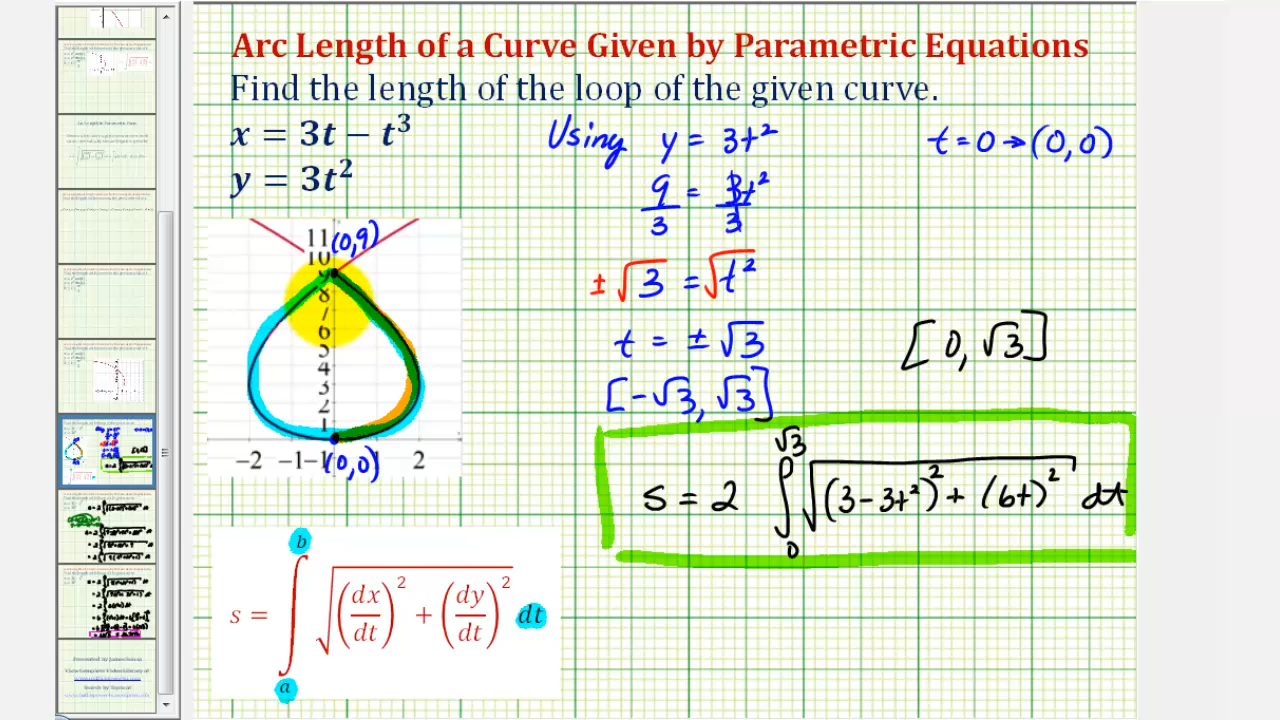 Arc Length of a Curve Given by Parametric Equations
Find the length of the loop of the given curve.
x = 3t − t³
y = 3t²
Using y = 3t²
9/3 = 3t²/3
± √3 = √t²
t = ± √3
[-√3, √3]
t = 0 → (0,0)
[0, √3]
11 (0,9)
10
9
8
7
6
5
4
3
2
1
−2 −1 −1 (0,0) 2
s = 2 ∫₀^√3 √((3 − 3t²)² + (6t)²) dt
s = ∫ₐᵇ √((dx/dt)² + (dy/dt)²) dt